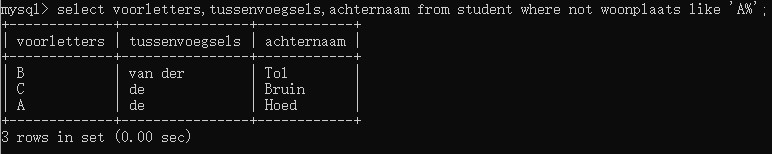 mysql> select voorletters,tussenvoegsels,achternaam from student where not woonplaats like 'A%';
+-------------+----------------+------------+
| voorletters | tussenvoegsels | achternaam |
+-------------+----------------+------------+
| B           | van der        | Tol        |
| C           | de             | Bruin      |
| A           | de             | Hoed       |
+-------------+----------------+------------+
3 rows in set (0.00 sec)